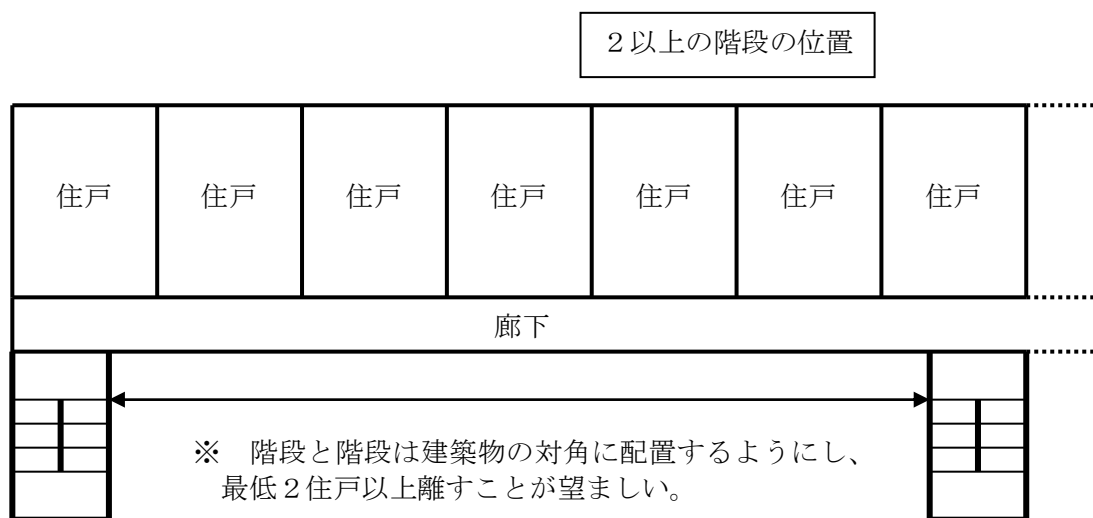 ２以上の階段の位置
住戸 住戸 住戸 住戸 住戸 住戸 住戸
廊下
※　階段と階段は建築物の対角に配置するようにし、
最低２住戸以上離すことが望ましい。